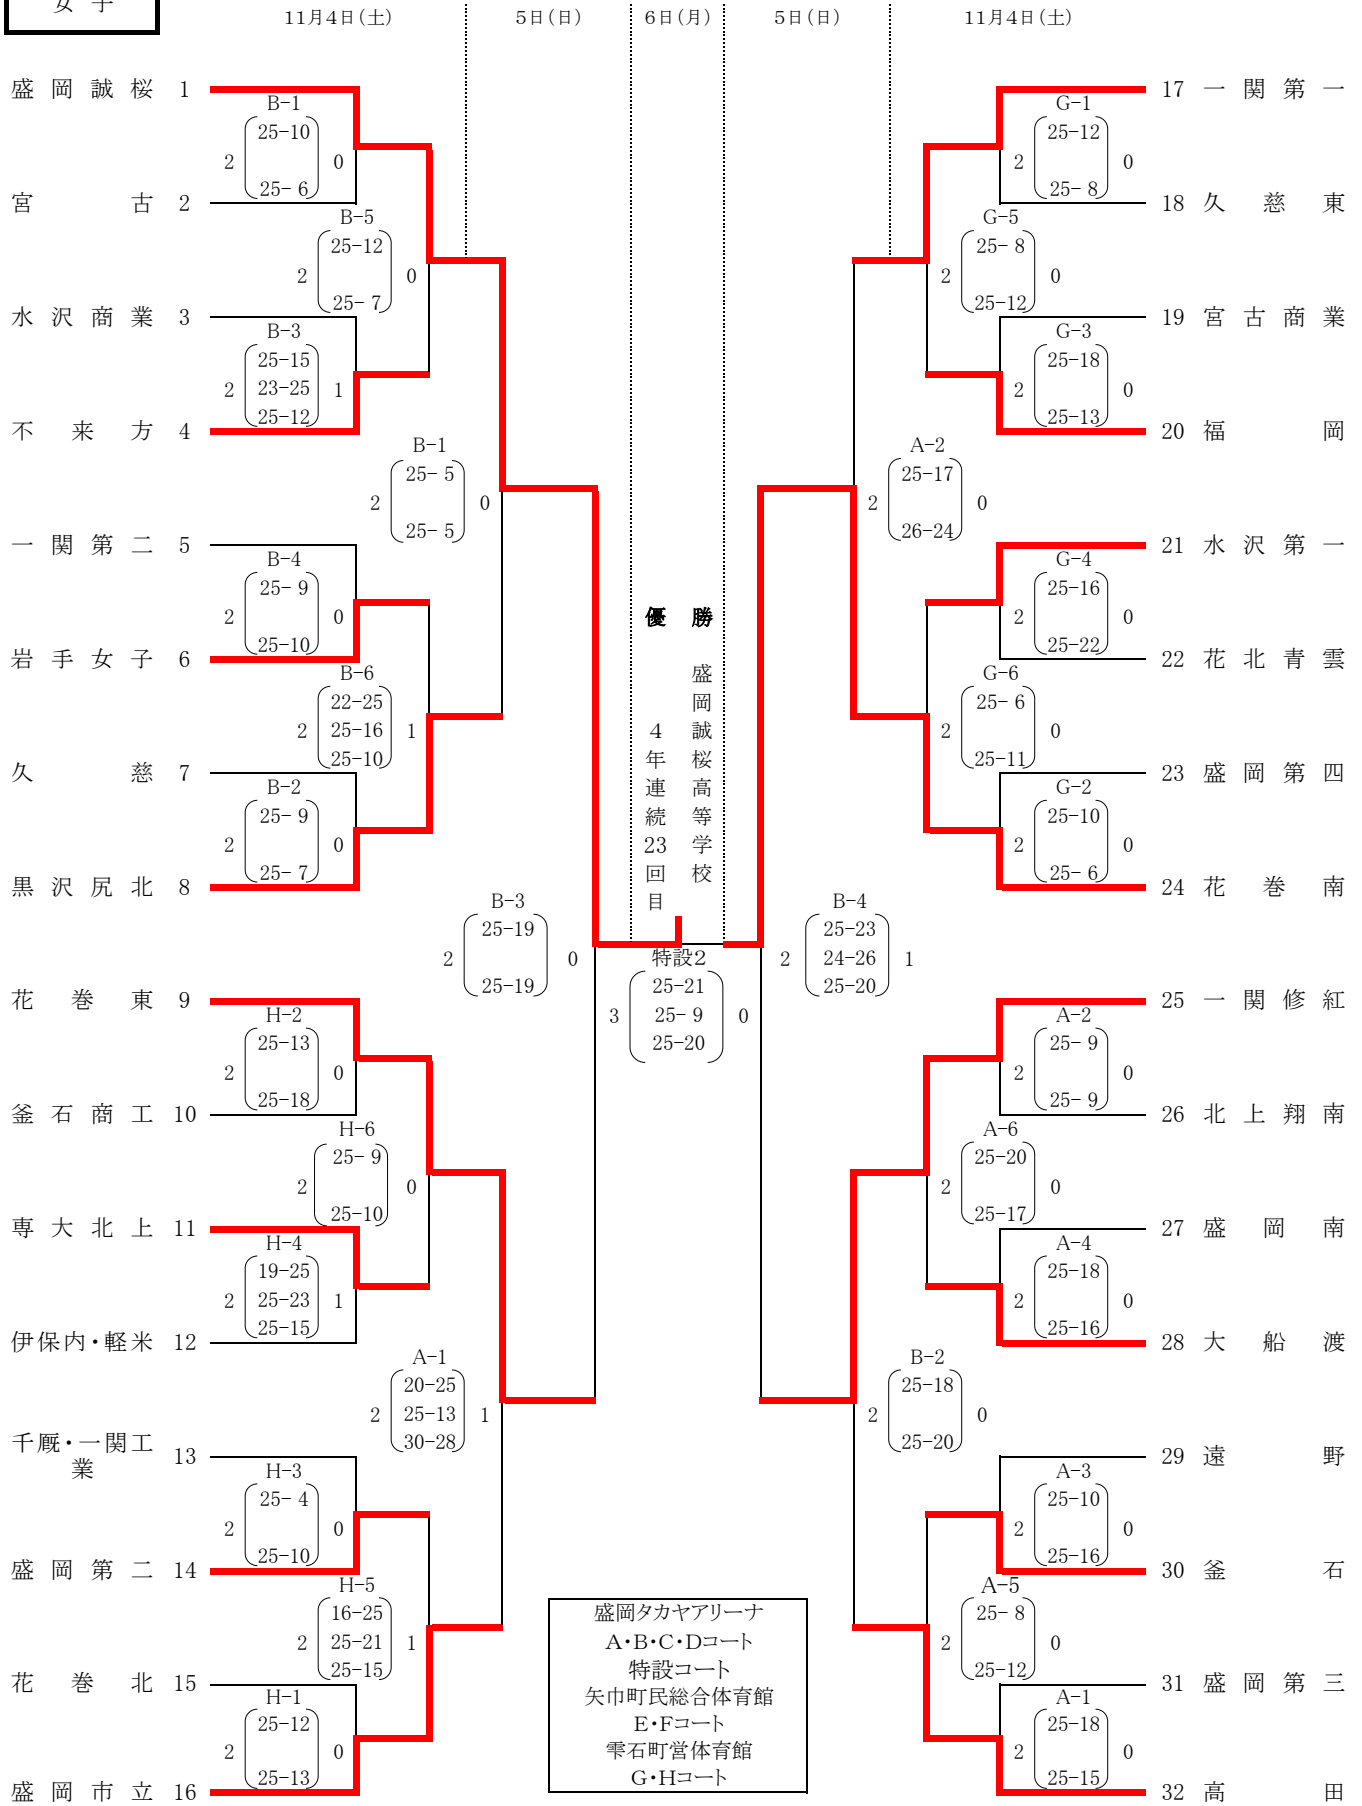 女子
11月4日(土) 5日(日) 6日(月) 5日(日) 11月4日(土)
盛岡誠桜 1
B-1
2 25-10 0
25- 6
宮古 2
B-5
2 25-12 0
25- 7
水沢商業 3
B-3
25-15
2 23-25 1
25-12
不来方 4
B-1
2 25- 5 0
25- 5
一関第二 5
B-4
2 25- 9 0
25-10
岩手女子 6
B-6
22-25
2 25-16 1
25-10
久慈 7
B-2
2 25- 9 0
25- 7
黒沢尻北 8
B-3
2 25-19 0
25-19
花巻東 9
H-2
2 25-13 0
25-18
釜石商工 10
H-6
2 25- 9 0
25-10
専大北上 11
H-4
19-25
2 25-23 1
25-15
伊保内・軽米 12
A-1
20-25
2 25-13 1
30-28
千厩・一関工業 13
H-3
2 25- 4 0
25-10
盛岡第二 14
H-5
16-25
2 25-21 1
25-15
花巻北 15
H-1
2 25-12 0
25-13
盛岡市立 16
優勝
盛岡誠桜高等学校
4年連続23回目
特設2
25-21
3 25- 9 0
25-20
17 一関第一
G-1
2 25-12 0
25- 8
18 久慈東
G-5
2 25- 8 0
25-12
19 宮古商業
G-3
2 25-18 0
25-13
20 福岡
A-2
2 25-17 0
26-24
21 水沢第一
G-4
2 25-16 0
25-22
22 花北青雲
G-6
2 25- 6 0
25-11
23 盛岡第四
G-2
2 25-10 0
25- 6
24 花巻南
B-4
25-23
2 24-26 1
25-20
25 一関修紅
A-2
2 25- 9 0
25- 9
26 北上翔南
A-6
2 25-20 0
25-17
27 盛岡南
A-4
2 25-18 0
25-16
28 大船渡
B-2
2 25-18 0
25-20
29 遠野
A-3
2 25-10 0
25-16
30 釜石
A-5
2 25- 8 0
25-12
31 盛岡第三
A-1
2 25-18 0
25-15
32 高田
盛岡タカヤアリーナ
A・B・C・Dコート
特設コート
矢巾町民総合体育館
E・Fコート
雫石町営体育館
G・Hコート